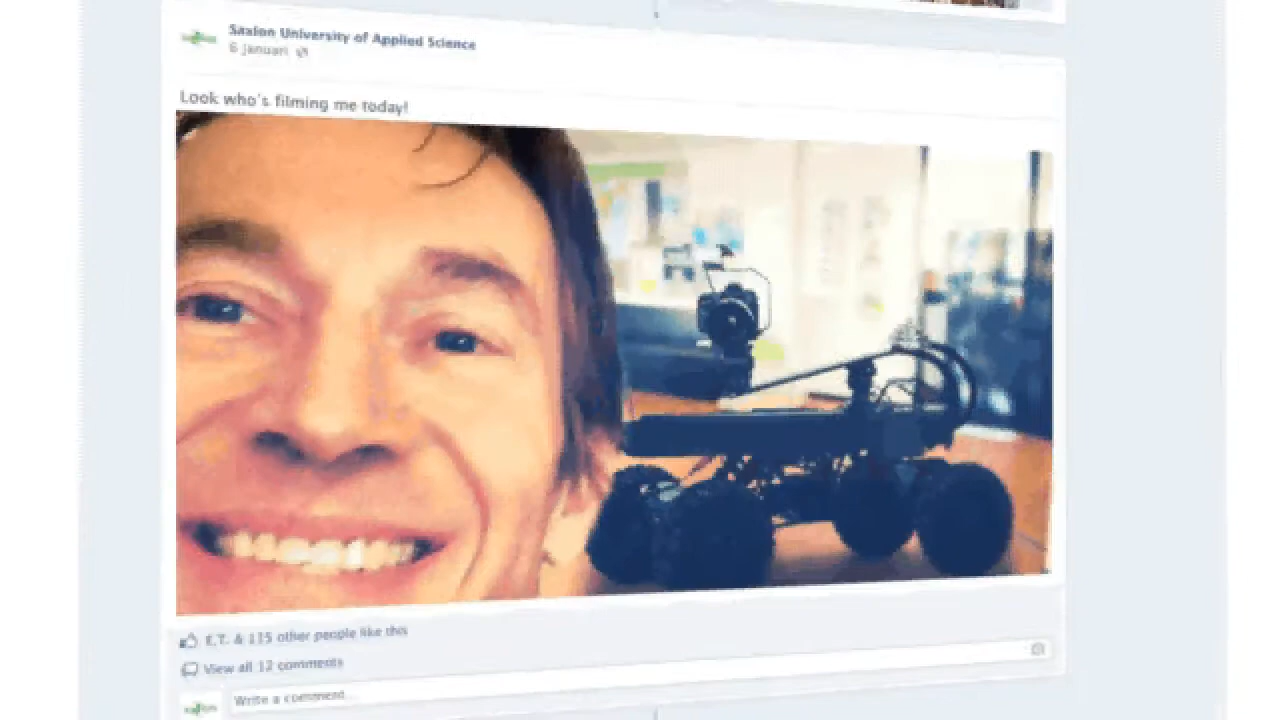 Saxion University of Applied Science
6 januari
Look who's filming me today!
E.T. & 115 other people like this
View all 12 comments
Write a comment...